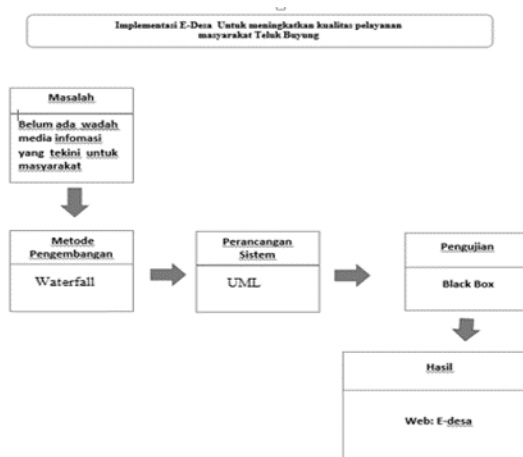 Implementasi E-Desa Untuk meningkatkan kualitas pelayanan
masyarakat Teluk Buyung
Masalah
Belum ada wadah
media infomasi
yang tekini untuk
masyarakat
Metode
Pengembangan
Waterfall
Perancangan
Sistem
UML
Pengujian
Black Box
Hasil
Web: E-desa